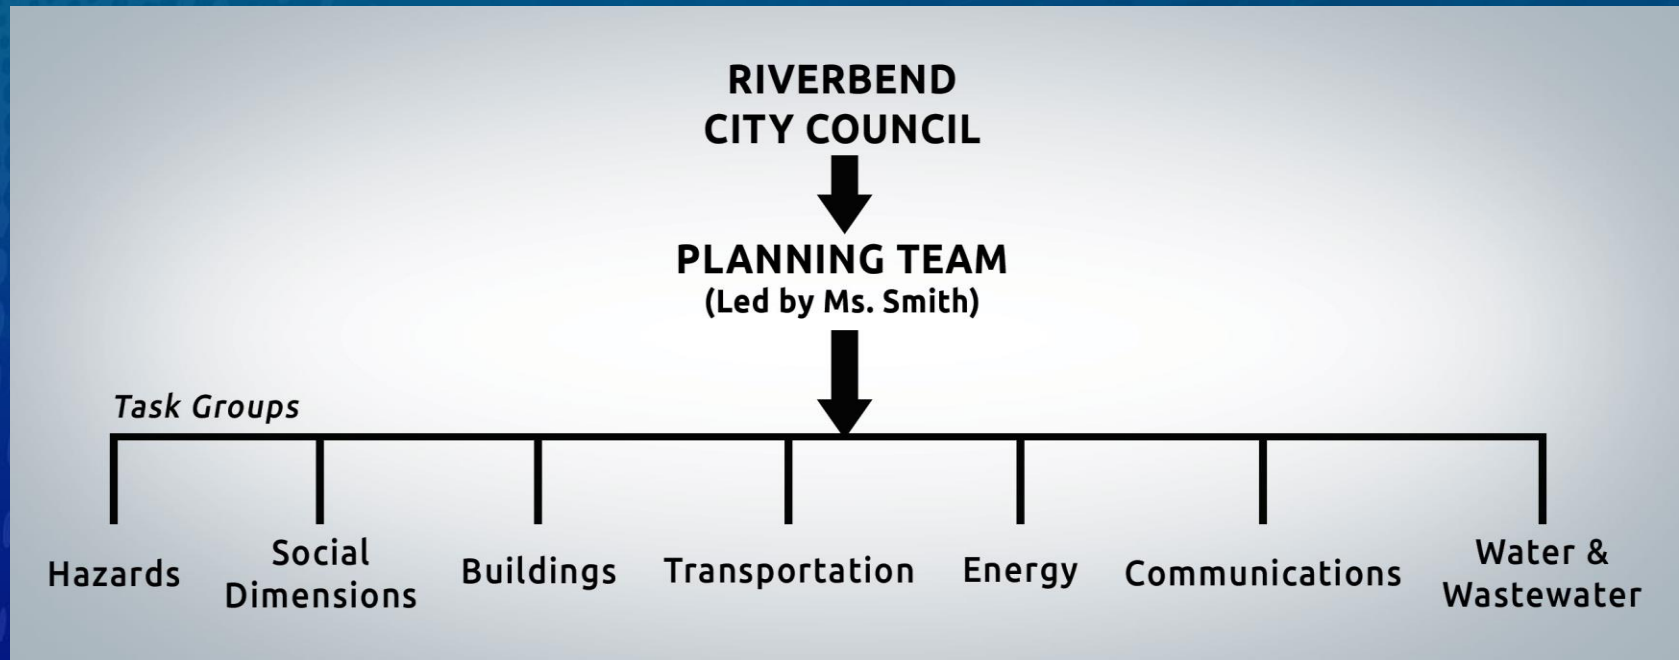 RIVERBEND
CITY COUNCIL
PLANNING TEAM
(Led by Ms. Smith)
Task Groups
Hazards
Social
Dimensions
Buildings
Transportation
Energy
Communications
Water &
Wastewater